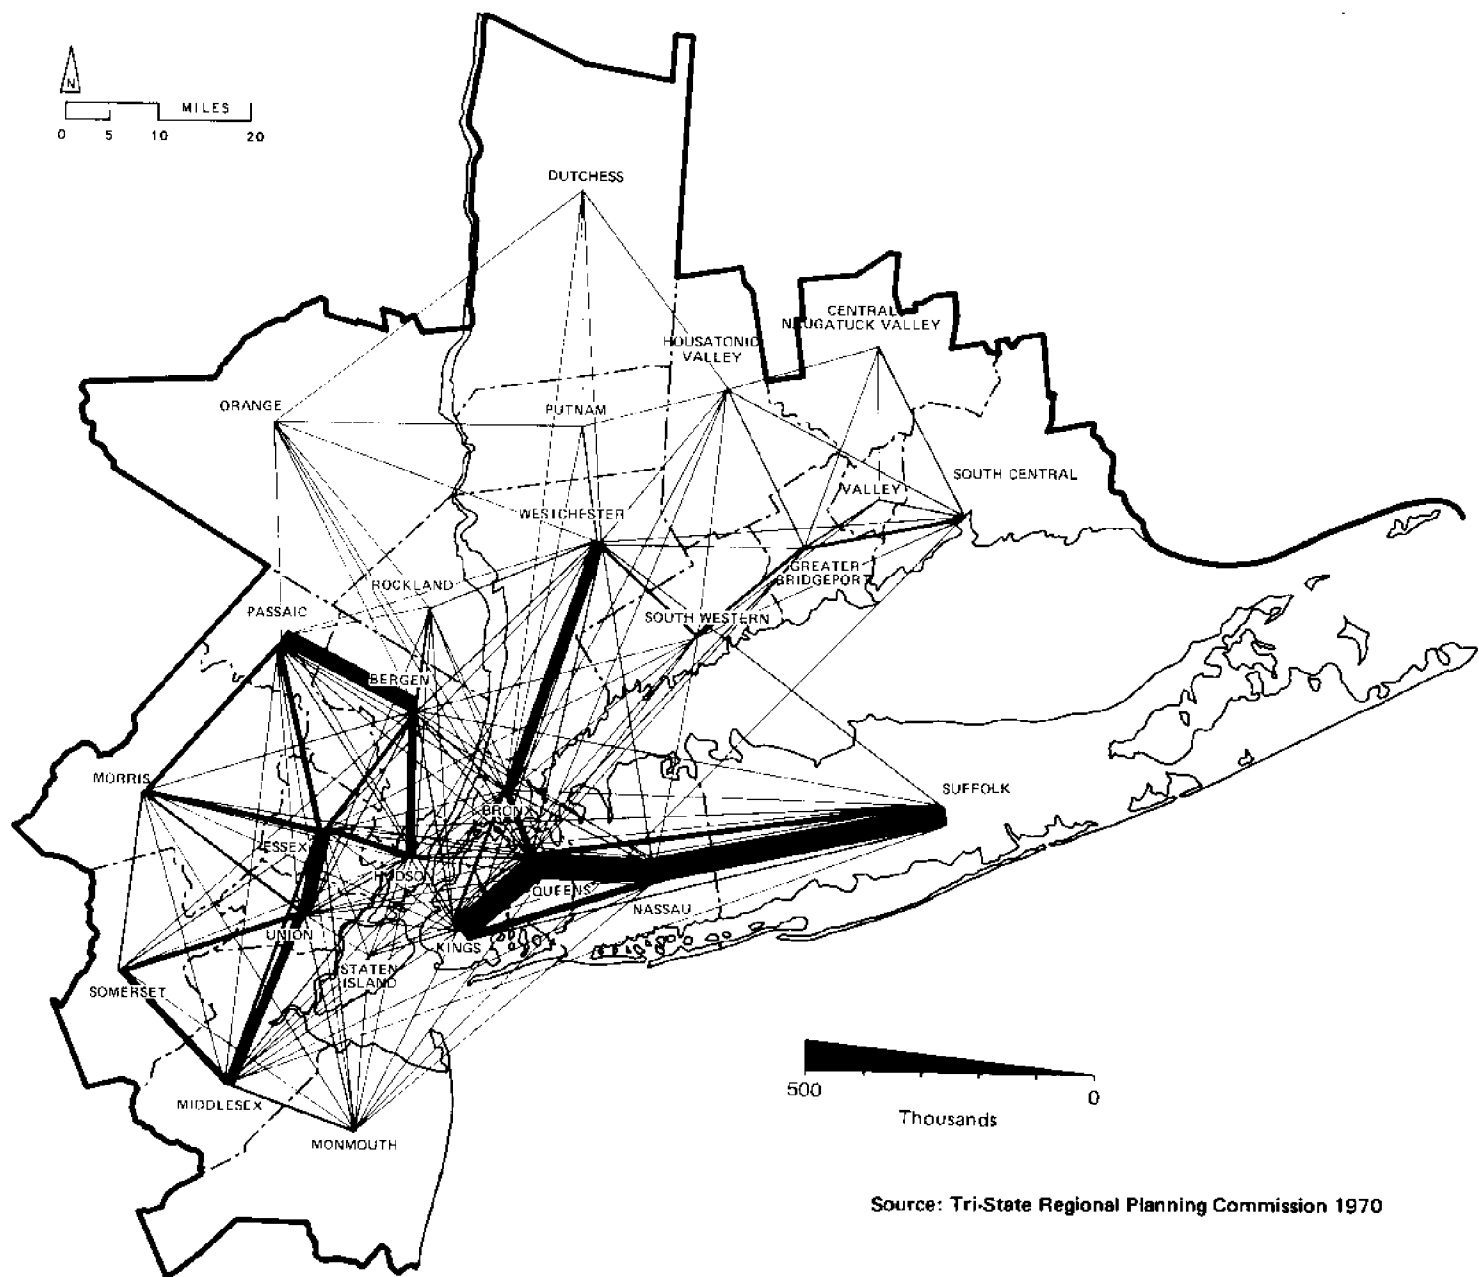 N
MILES
0 5 10 20
DUTCHESS
CENTRAL
NEUGATUCK VALLEY
HOUSATONIC
VALLEY
ORANGE
PUTNAM
SOUTH CENTRAL
VALLEY
WESTCHESTER
GREATER
BRIDGEPORT
ROCKLAND
PASSAIC
SOUTH WESTERN
BERGEN
MORRIS
SUFFOLK
BRONX
ESSEX
HUDSON
QUEENS
NASSAU
UNION
KINGS
STATEN
ISLAND
SOMERSET
MIDDLESEX
MONMOUTH
500 0
Thousands
Source: Tri-State Regional Planning Commission 1970